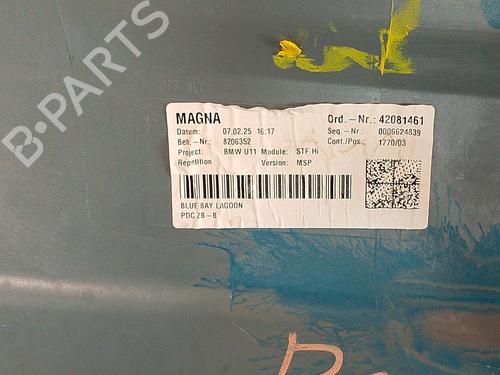 B-PARTS
MAGNA Ord.-Nr.: 42081461
Datum: 07.02.25 16:17 Seq.-Nr.: 0006624839
Beh.-Nr.: 8206352 Cont./Pos.: 1770/03
Project: BMW U11 Module: STF Hi
Repetition Version: MSP
BLUE BAY LAGOON
PDC ZB-B